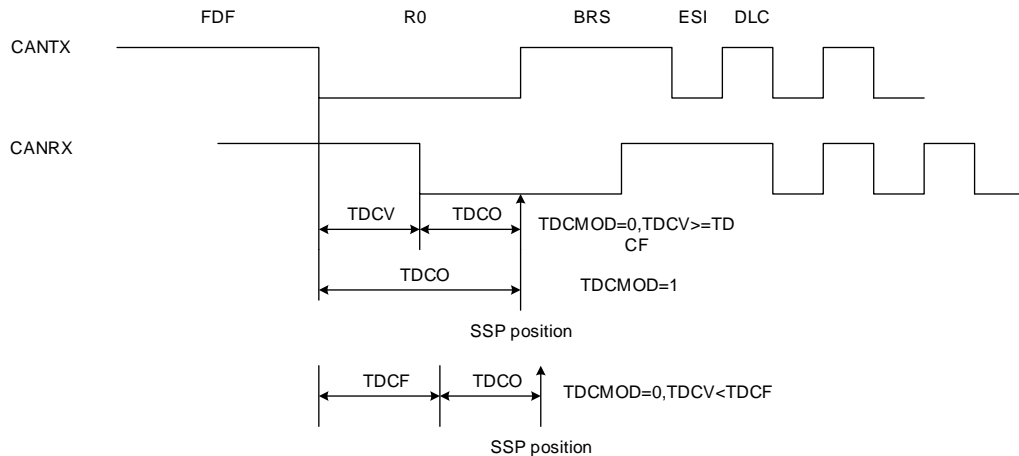 FDF R0 BRS ESI DLC
CANTX
CANRX
TDCV TDCO TDCMOD=0,TDCV>=TD
CF
TDCO TDCMOD=1
SSP position
TDCF TDCO TDCMOD=0,TDCV<TDCF
SSP position